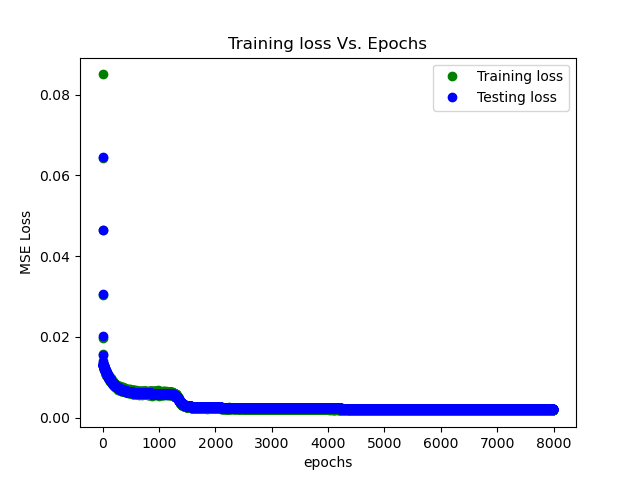 Training loss Vs. Epochs
Training loss
Testing loss
MSE Loss
0.08
0.06
0.04
0.02
0.00
0 1000 2000 3000 4000 5000 6000 7000 8000
epochs